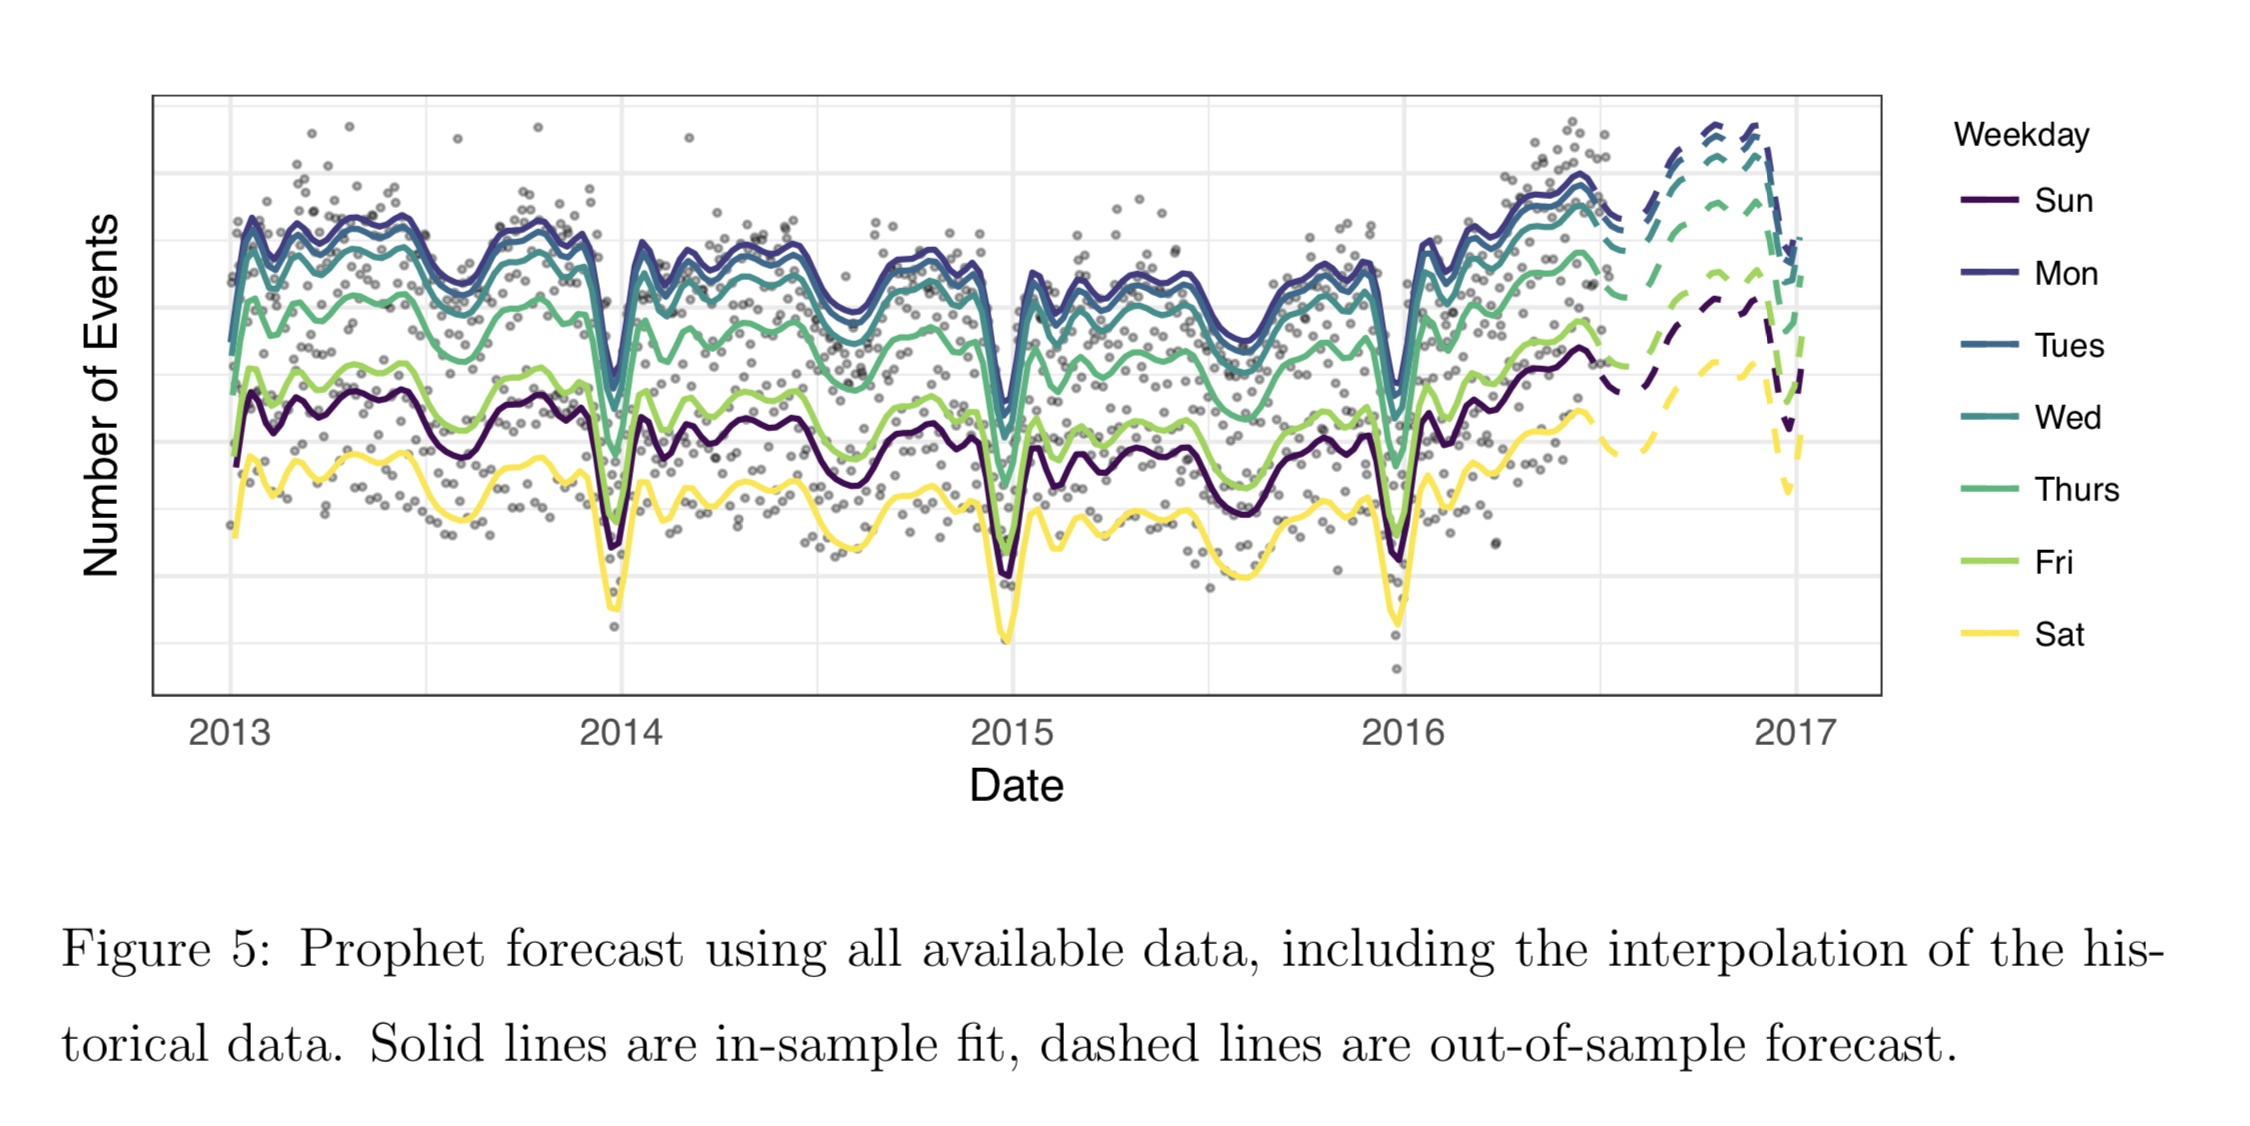 Number of Events
2013
2014
2015
2016
2017
Date
Weekday
Sun
Mon
Tues
Wed
Thurs
Fri
Sat
Figure 5: Prophet forecast using all available data, including the interpolation of the his-
torical data. Solid lines are in-sample fit, dashed lines are out-of-sample forecast.